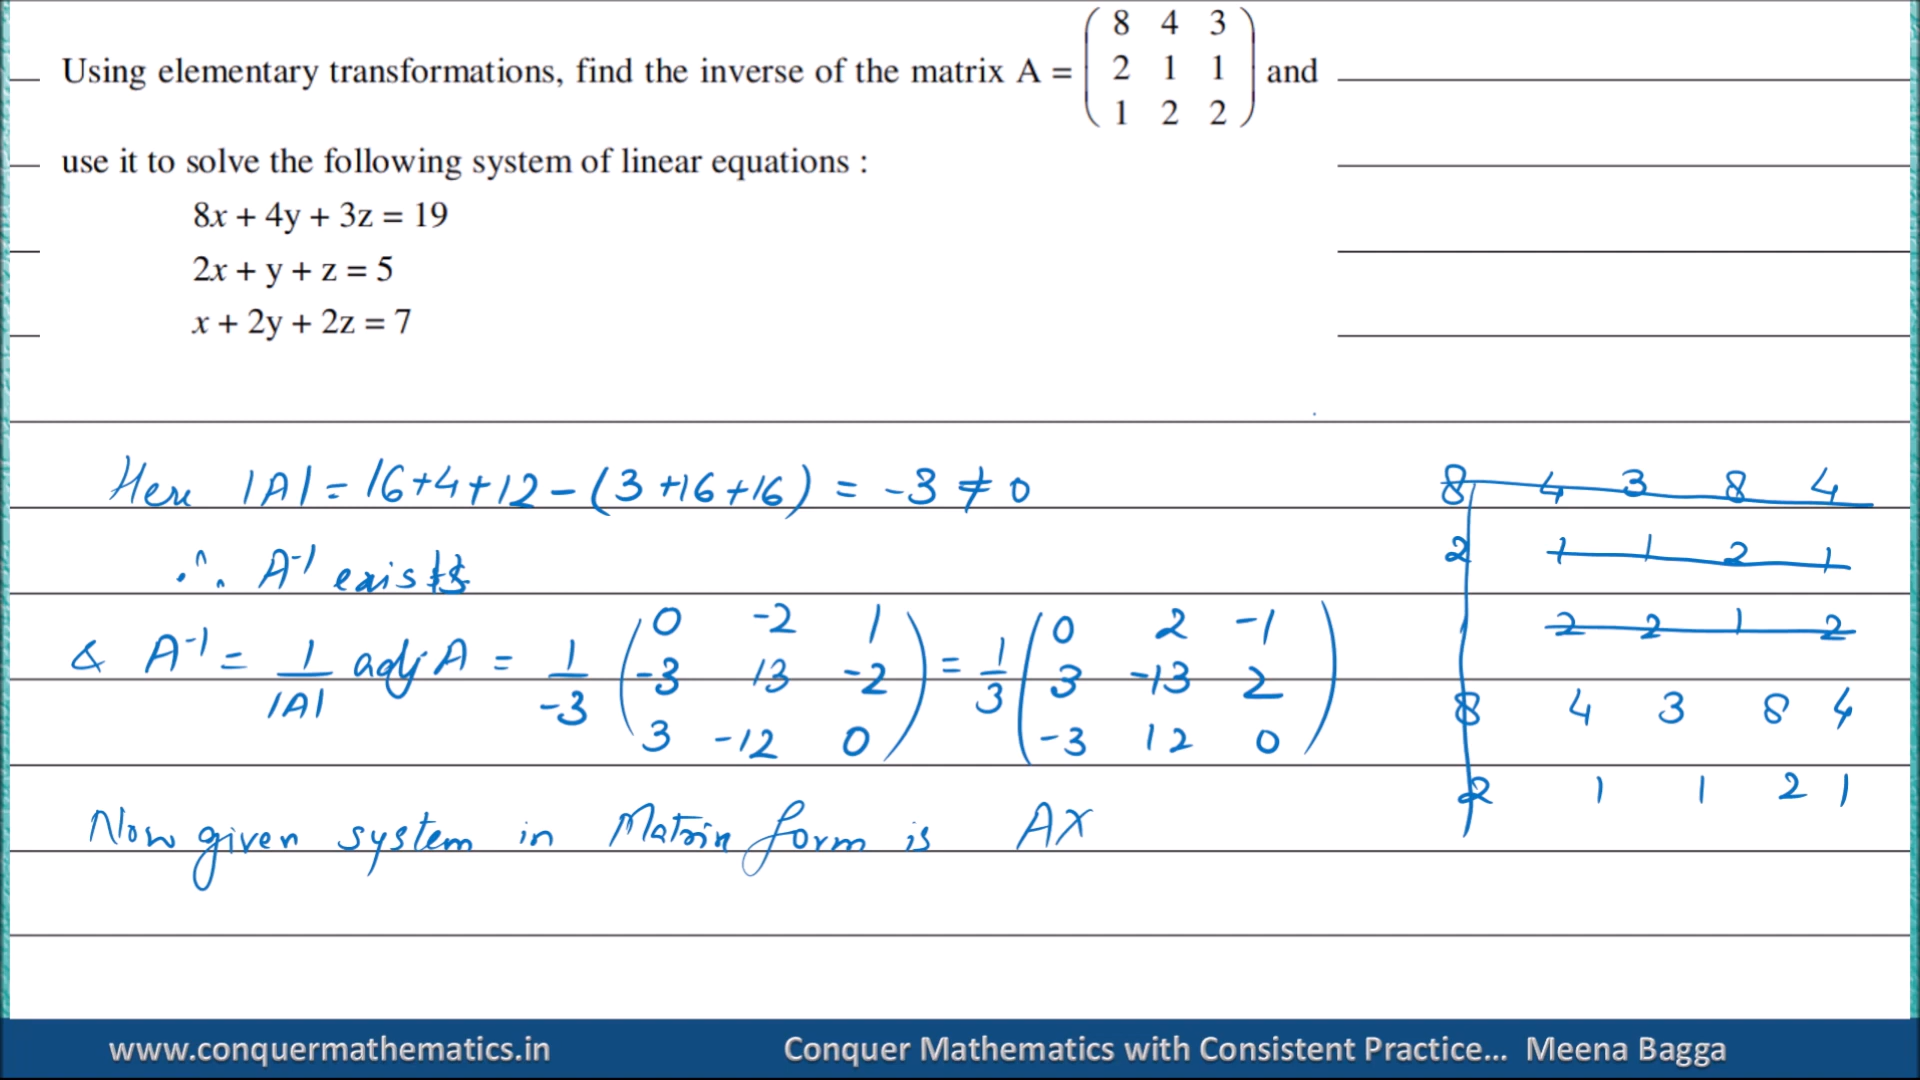 Using elementary transformations, find the inverse of the matrix A = ( 8 4 3 ; 2 1 1 ; 1 2 2 ) and
use it to solve the following system of linear equations :
8x + 4y + 3z = 19
2x + y + z = 5
x + 2y + 2z = 7
Here |A| = 16+4+12-(3+16+16) = -3 ≠ 0
∴ A⁻¹ exists
& A⁻¹ = 1/|A| adj A = 1/-3 ( 0 -2 1 ; -3 13 -2 ; 3 -12 0 ) = 1/3 ( 0 2 -1 ; 3 -13 2 ; -3 12 0 )
Now given system in Matrix form is AX
8 4 3 8 4
2 1 1 2 1
2 2 1 2
8 4 3 8 4
2 1 1 2 1
www.conquermathematics.in Conquer Mathematics with Consistent Practice... Meena Bagga